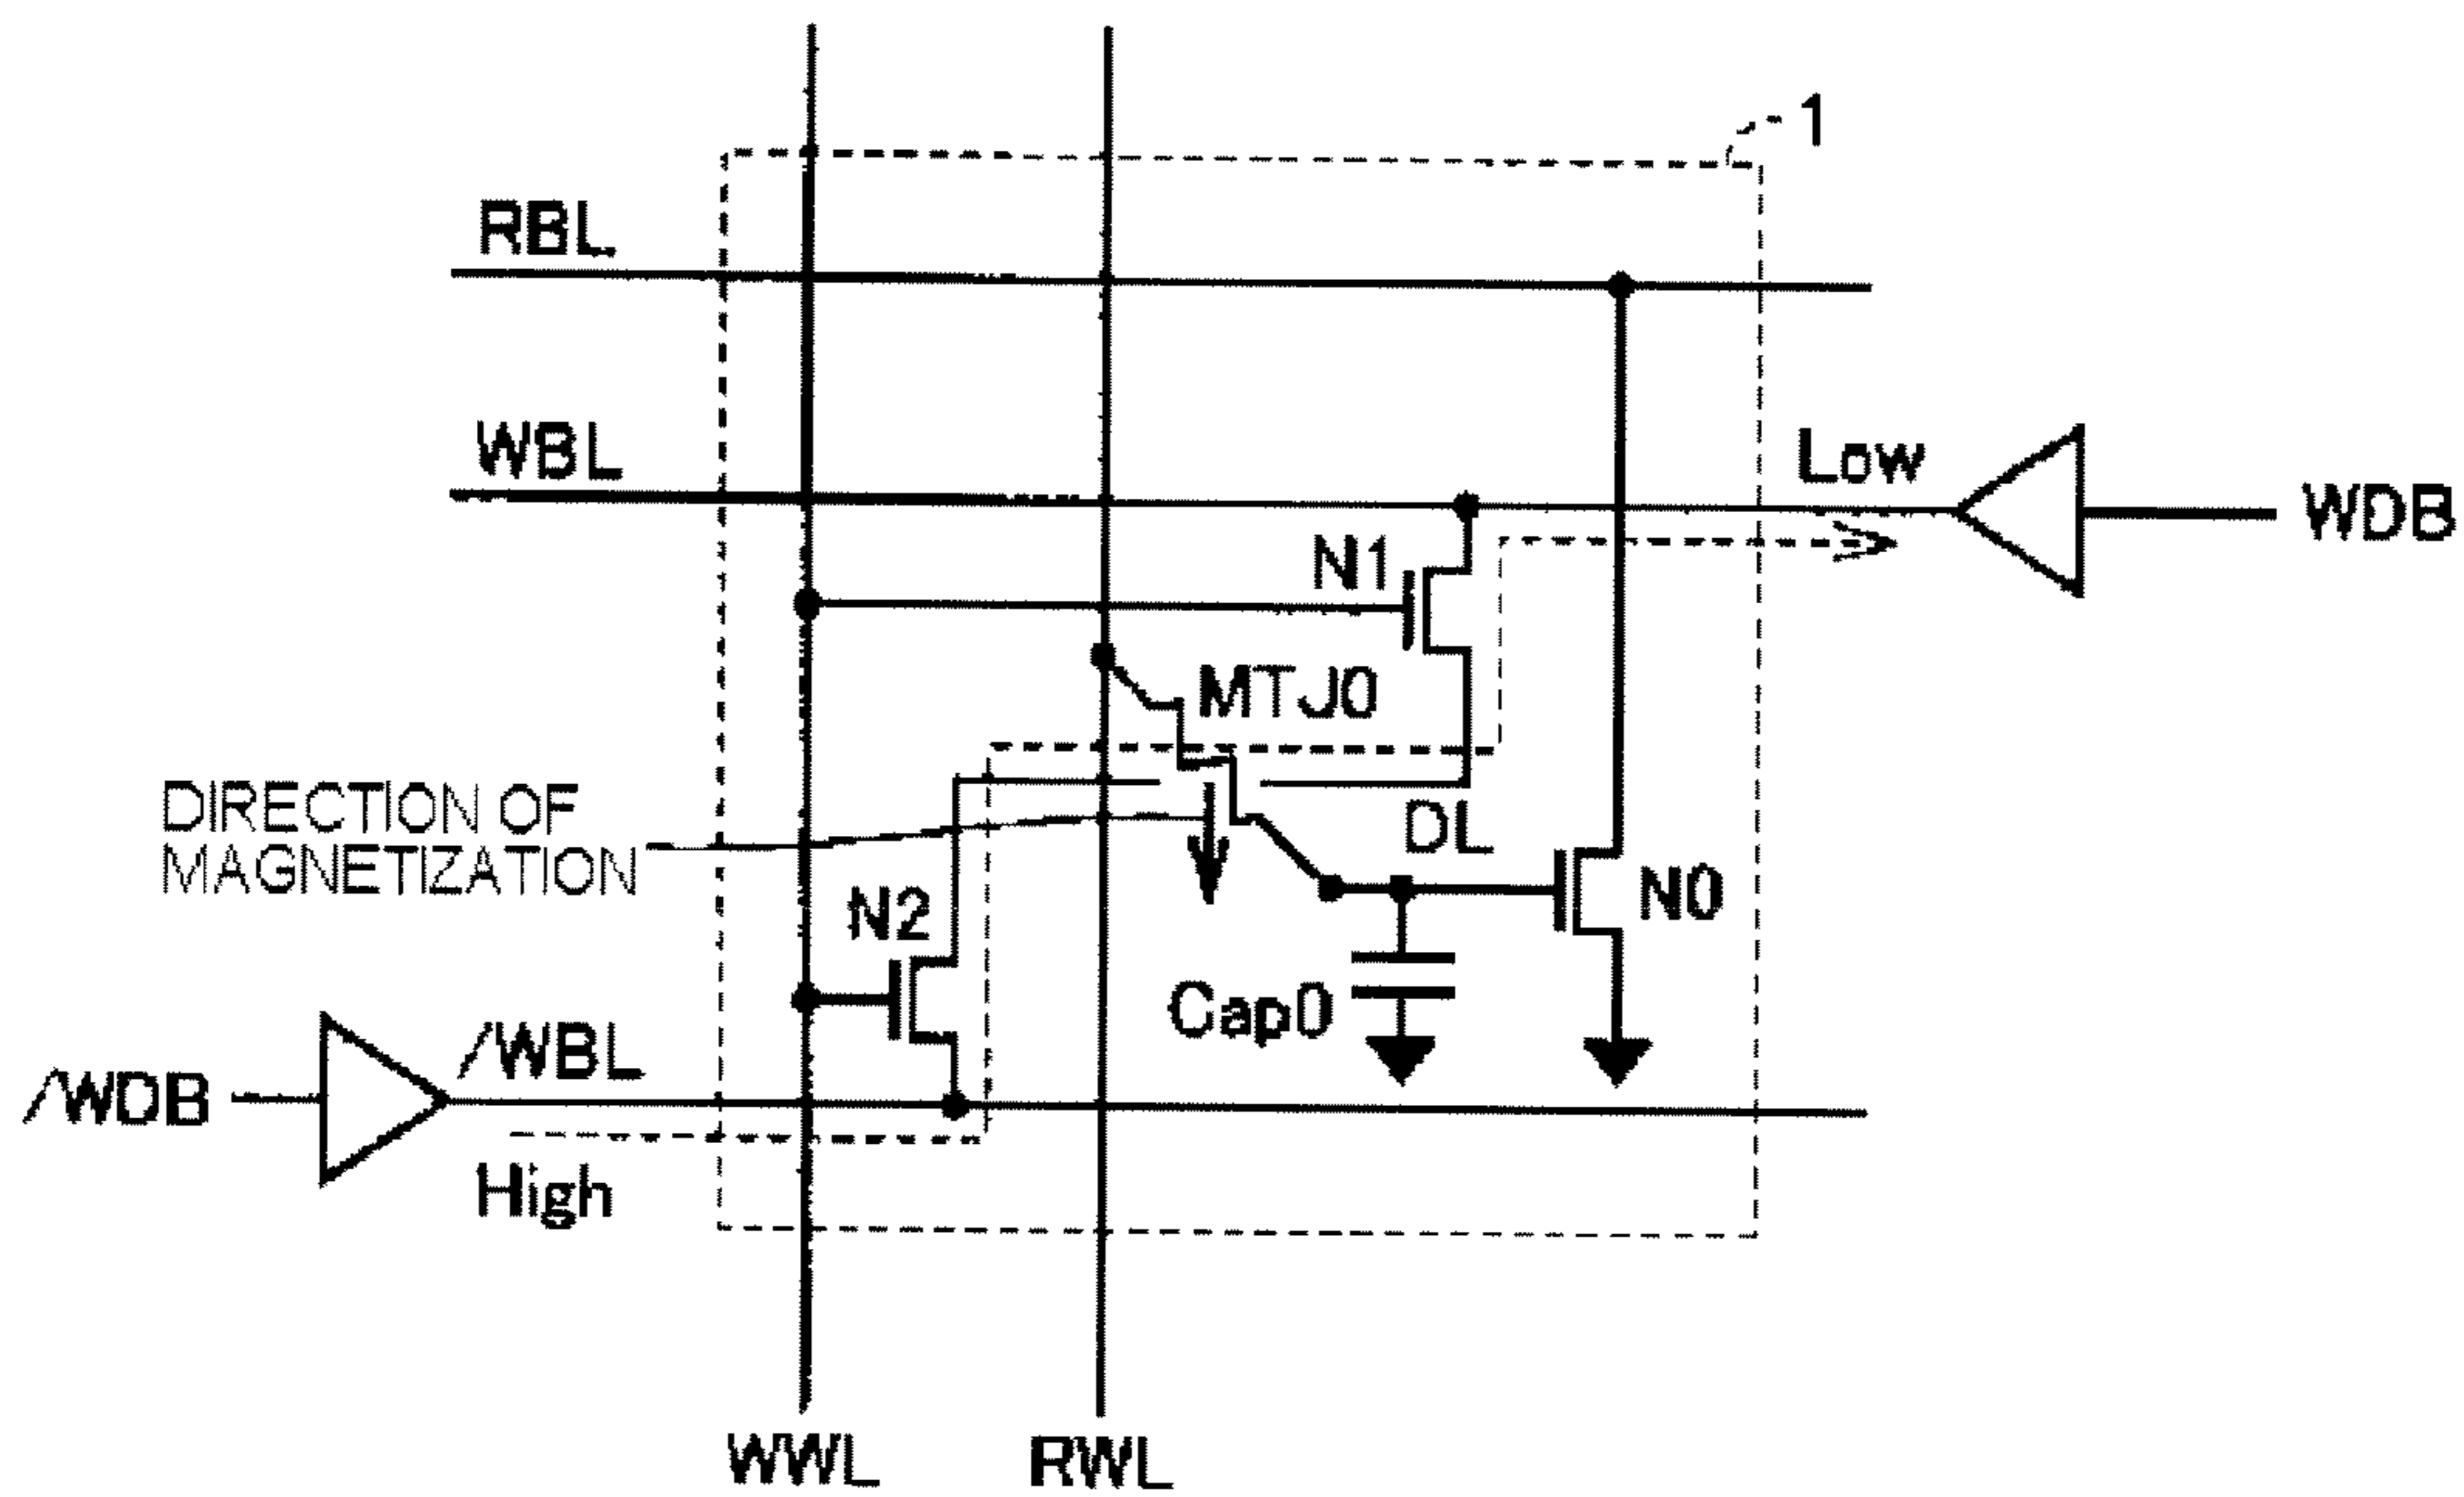 1
RBL
WBL
Low
WDB
N1
MTJ0
DIRECTION OF
MAGNETIZATION
DL
N0
N2
Cap0
/WBL
/WDB
High
WWL
RWL